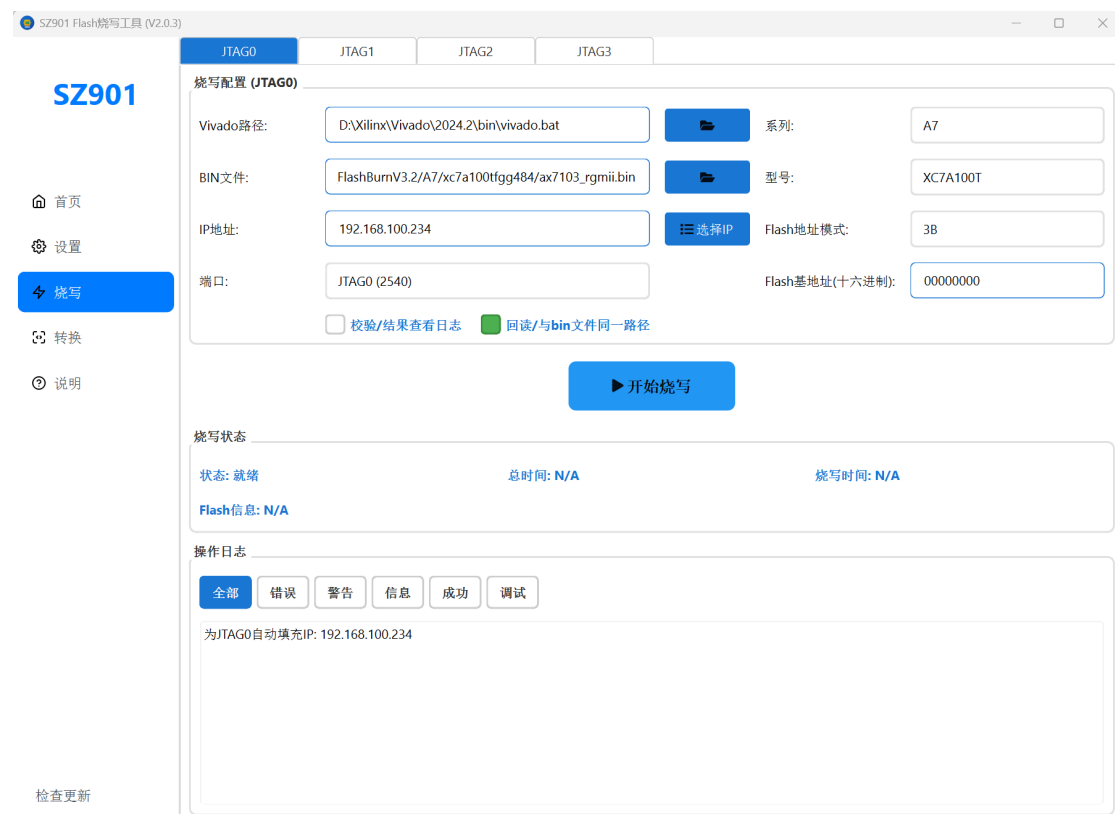 SZ901 Flash烧写工具 (V2.0.3)
JTAG0 JTAG1 JTAG2 JTAG3
SZ901
首页
设置
烧写
转换
说明
检查更新
烧写配置 (JTAG0)
Vivado路径: D:\Xilinx\Vivado\2024.2\bin\vivado.bat 系列: A7
BIN文件: FlashBurnV3.2/A7/xc7a100tfgg484/ax7103_rgmii.bin 型号: XC7A100T
IP地址: 192.168.100.234 选择IP Flash地址模式: 3B
端口: JTAG0 (2540) Flash基地址(十六进制): 00000000
校验/结果查看日志 回读/与bin文件同一路径
开始烧写
烧写状态
状态: 就绪 总时间: N/A 烧写时间: N/A
Flash信息: N/A
操作日志
全部 错误 警告 信息 成功 调试
为JTAG0自动填充IP: 192.168.100.234